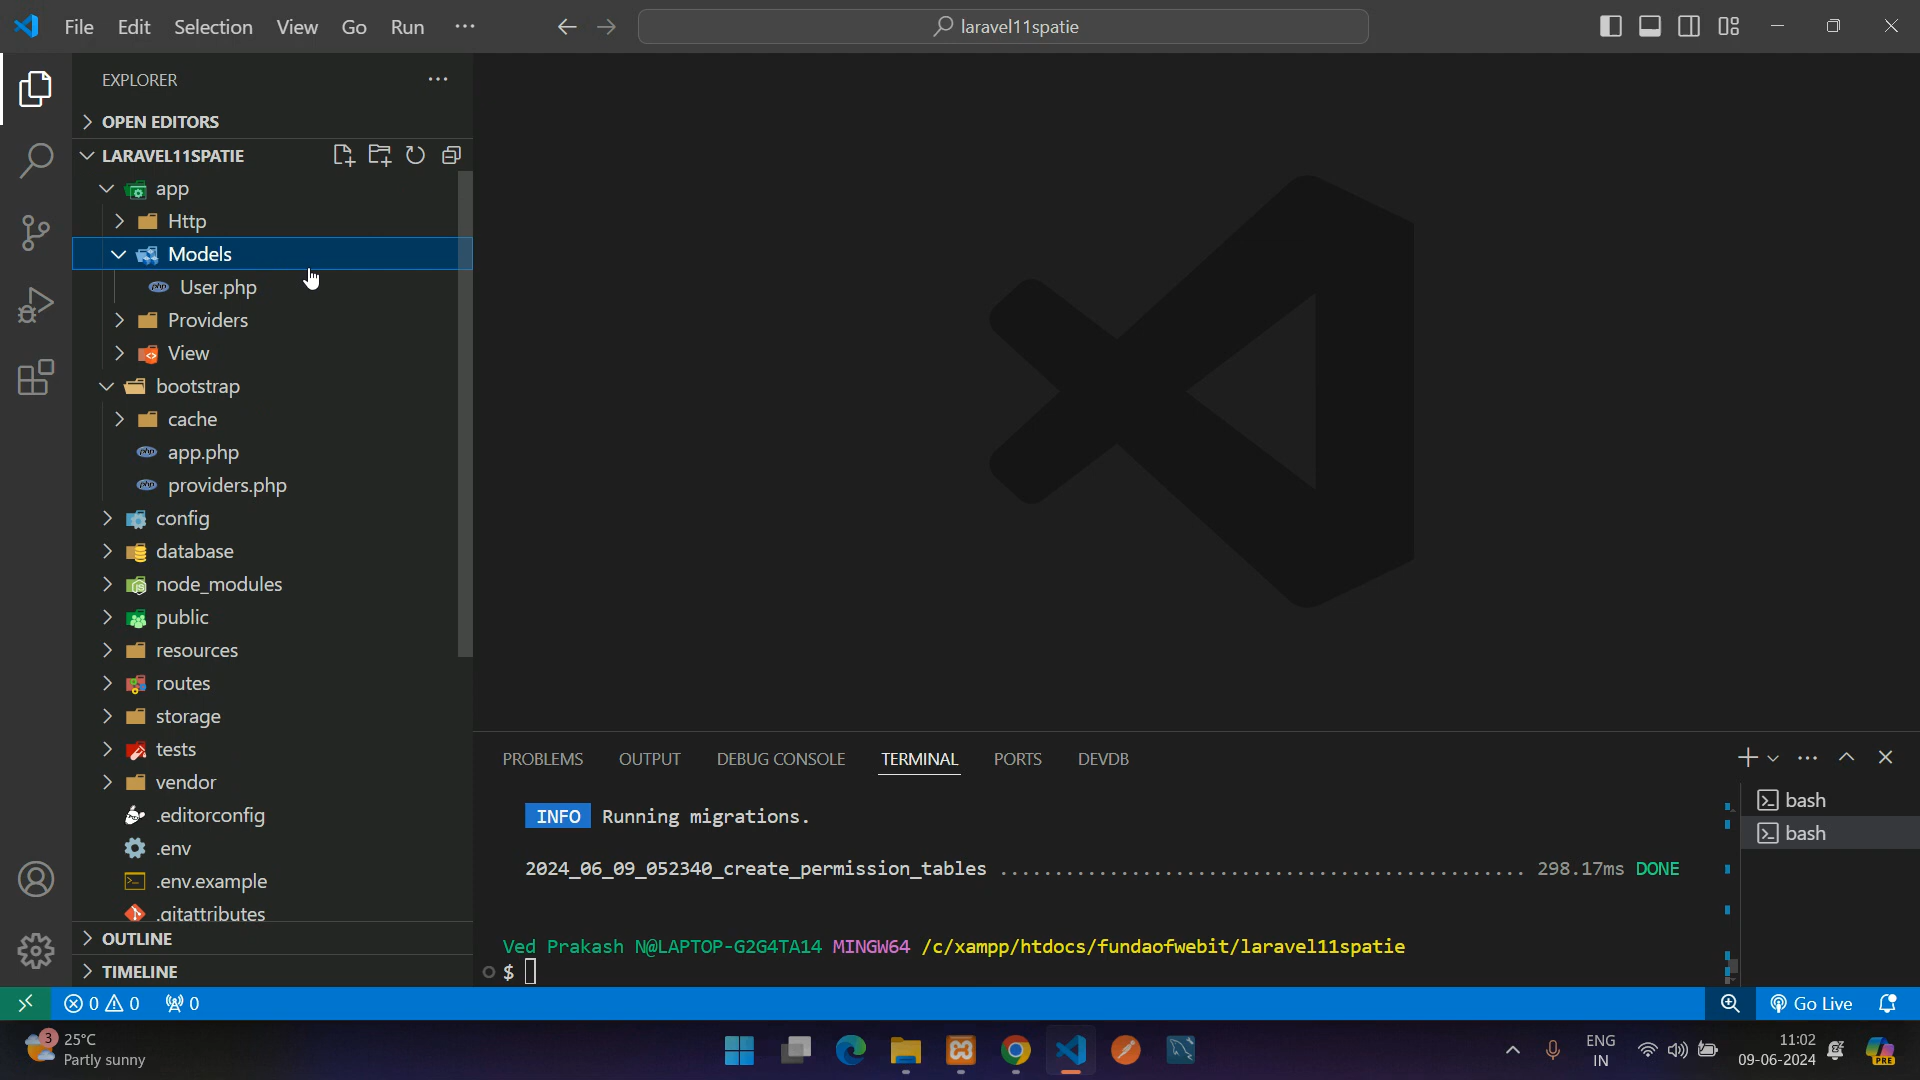 File Edit Selection View Go Run ···
laravel11spatie
EXPLORER
OPEN EDITORS
LARAVEL11SPATIE
app
Http
Models
User.php
Providers
View
bootstrap
cache
app.php
providers.php
config
database
node_modules
public
resources
routes
storage
tests
vendor
.editorconfig
.env
.env.example
.gitattributes
OUTLINE
TIMELINE
PROBLEMS OUTPUT DEBUG CONSOLE TERMINAL PORTS DEVDB
INFO Running migrations.
2024_06_09_052340_create_permission_tables ................................................ 298.17ms DONE
Ved Prakash N@LAPTOP-G2G4TA14 MINGW64 /c/xampp/htdocs/fundaofwebit/laravel11spatie
$
bash
bash
0 0 0
Go Live
3
25°C
Partly sunny
ENG
IN
11:02
09-06-2024
PRE